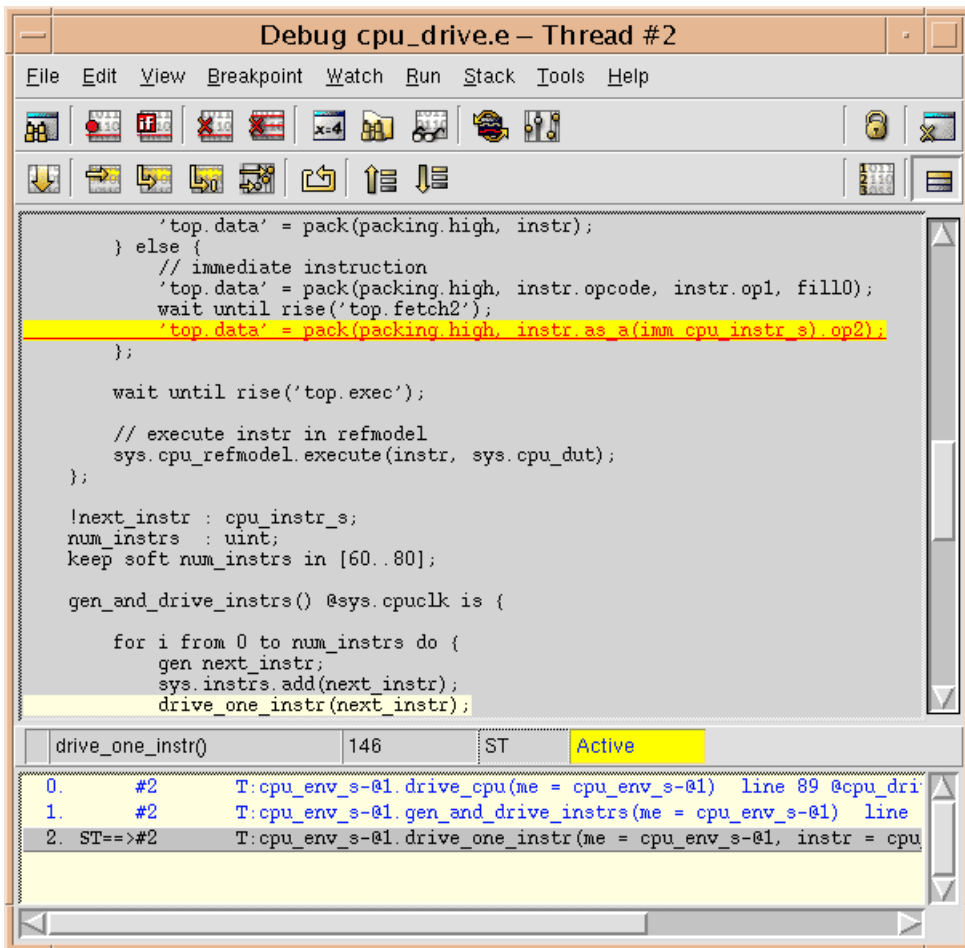 Debug cpu_drive.e – Thread #2
File Edit View Breakpoint Watch Run Stack Tools Help
'top.data' = pack(packing.high, instr);
} else {
// immediate instruction
'top.data' = pack(packing.high, instr.opcode, instr.op1, fill0);
wait until rise('top.fetch2');
'top.data' = pack(packing.high, instr.as_a(imm cpu_instr_s).op2);
};
wait until rise('top.exec');
// execute instr in refmodel
sys.cpu_refmodel.execute(instr, sys.cpu_dut);
};
!next_instr : cpu_instr_s;
num_instrs : uint;
keep soft num_instrs in [60..80];
gen_and_drive_instrs() @sys.cpuclk is {
for i from 0 to num_instrs do {
gen next_instr;
sys.instrs.add(next_instr);
drive_one_instr(next_instr);
drive_one_instr() 146 ST Active
0. #2 T:cpu_env_s-@1.drive_cpu(me = cpu_env_s-@1) line 89 @cpu_dri
1. #2 T:cpu_env_s-@1.gen_and_drive_instrs(me = cpu_env_s-@1) line
2. ST==>#2 T:cpu_env_s-@1.drive_one_instr(me = cpu_env_s-@1, instr = cpu